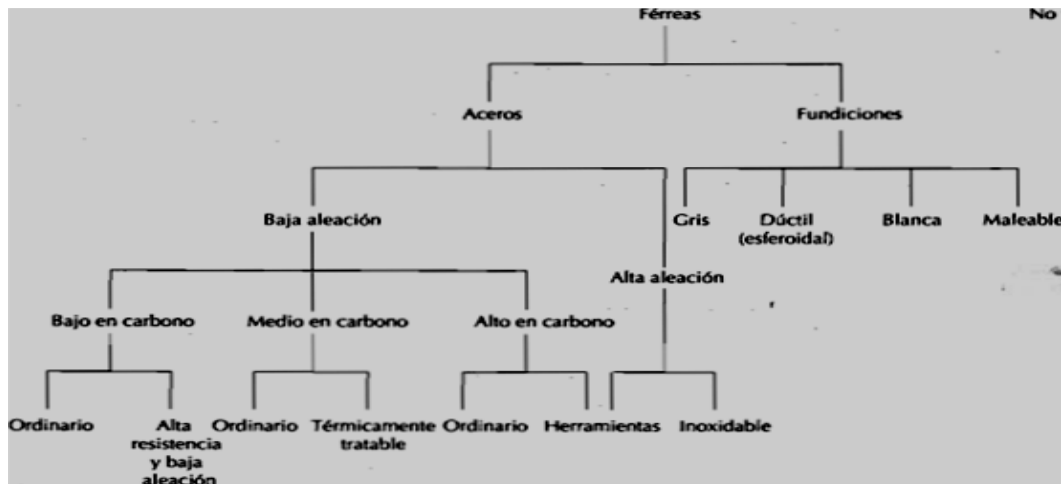 Férreas
No
Aceros
Fundiciones
Baja aleación
Gris
Dúctil
(esferoidal)
Blanca
Maleable
Alta aleación
Bajo en carbono
Medio en carbono
Alto en carbono
Ordinario
Alta
resistencia
y baja
aleación
Ordinario
Térmicamente
tratable
Ordinario
Herramientas
Inoxidable